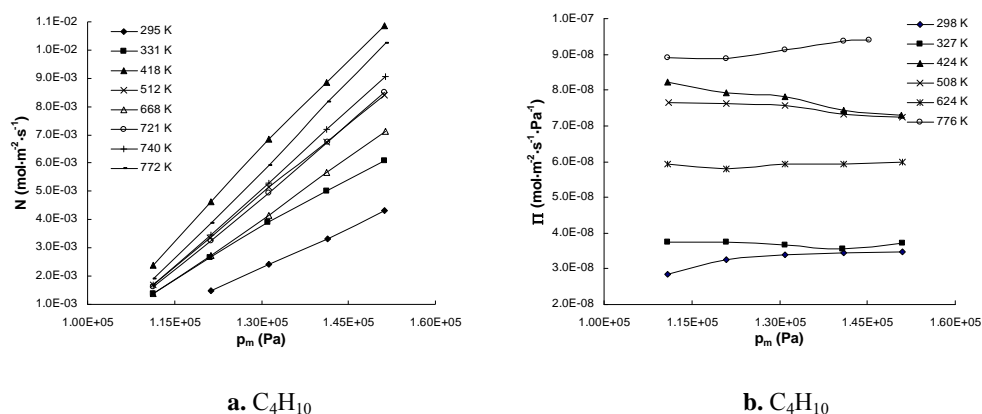 1.1E-02
1.0E-02
9.0E-03
8.0E-03
7.0E-03
6.0E-03
5.0E-03
4.0E-03
3.0E-03
2.0E-03
1.0E-03
N (mol·m⁻²·s⁻¹)
295 K
331 K
418 K
512 K
668 K
721 K
740 K
772 K
1.00E+05 1.15E+05 1.30E+05 1.45E+05 1.60E+05
pₘ (Pa)
a. C₄H₁₀
1.0E-07
9.0E-08
8.0E-08
7.0E-08
6.0E-08
5.0E-08
4.0E-08
3.0E-08
2.0E-08
Π (mol·m⁻²·s⁻¹·Pa⁻¹)
298 K
327 K
424 K
508 K
624 K
776 K
1.00E+05 1.15E+05 1.30E+05 1.45E+05 1.60E+05
pₘ (Pa)
b. C₄H₁₀